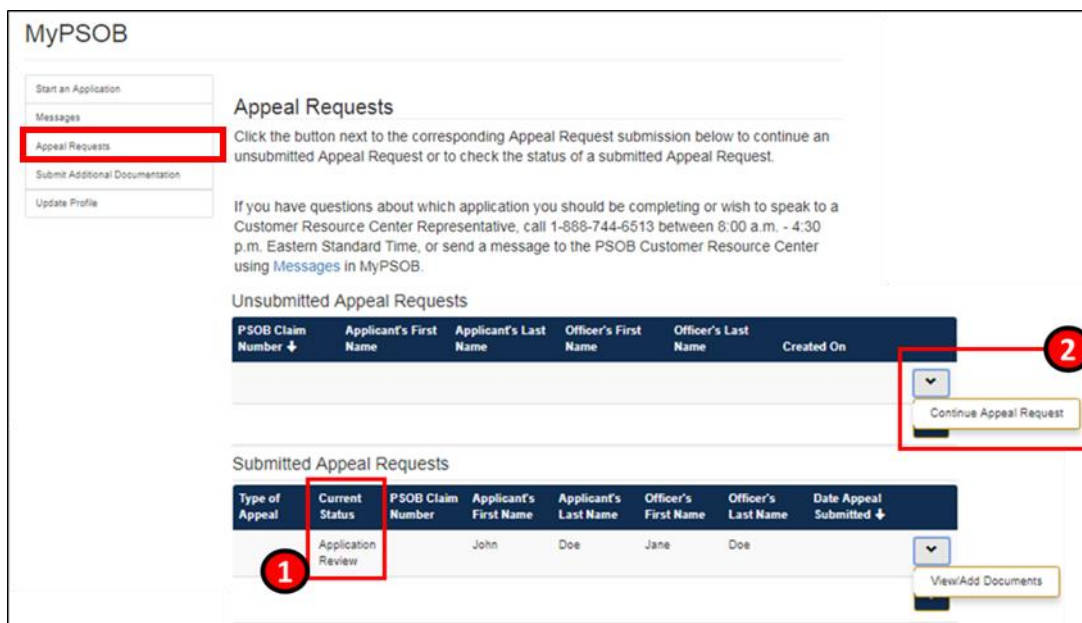 MyPSOB
Start an Application
Messages
Appeal Requests
Submit Additional Documentation
Update Profile
Appeal Requests
Click the button next to the corresponding Appeal Request submission below to continue an
unsubmitted Appeal Request or to check the status of a submitted Appeal Request.
If you have questions about which application you should be completing or wish to speak to a
Customer Resource Center Representative, call 1-888-744-6513 between 8:00 a.m. - 4:30
p.m. Eastern Standard Time, or send a message to the PSOB Customer Resource Center
using Messages in MyPSOB.
Unsubmitted Appeal Requests
PSOB Claim Applicant's First Applicant's Last Officer's First Officer's Last
Number Name Name Name Name Created On
2
Continue Appeal Request
Submitted Appeal Requests
Type of Current PSOB Claim Applicant's Applicant's Officer's Officer's Date Appeal
Appeal Status Number First Name Last Name First Name Last Name Submitted
Application John Doe Jane Doe
Review
1
View/Add Documents